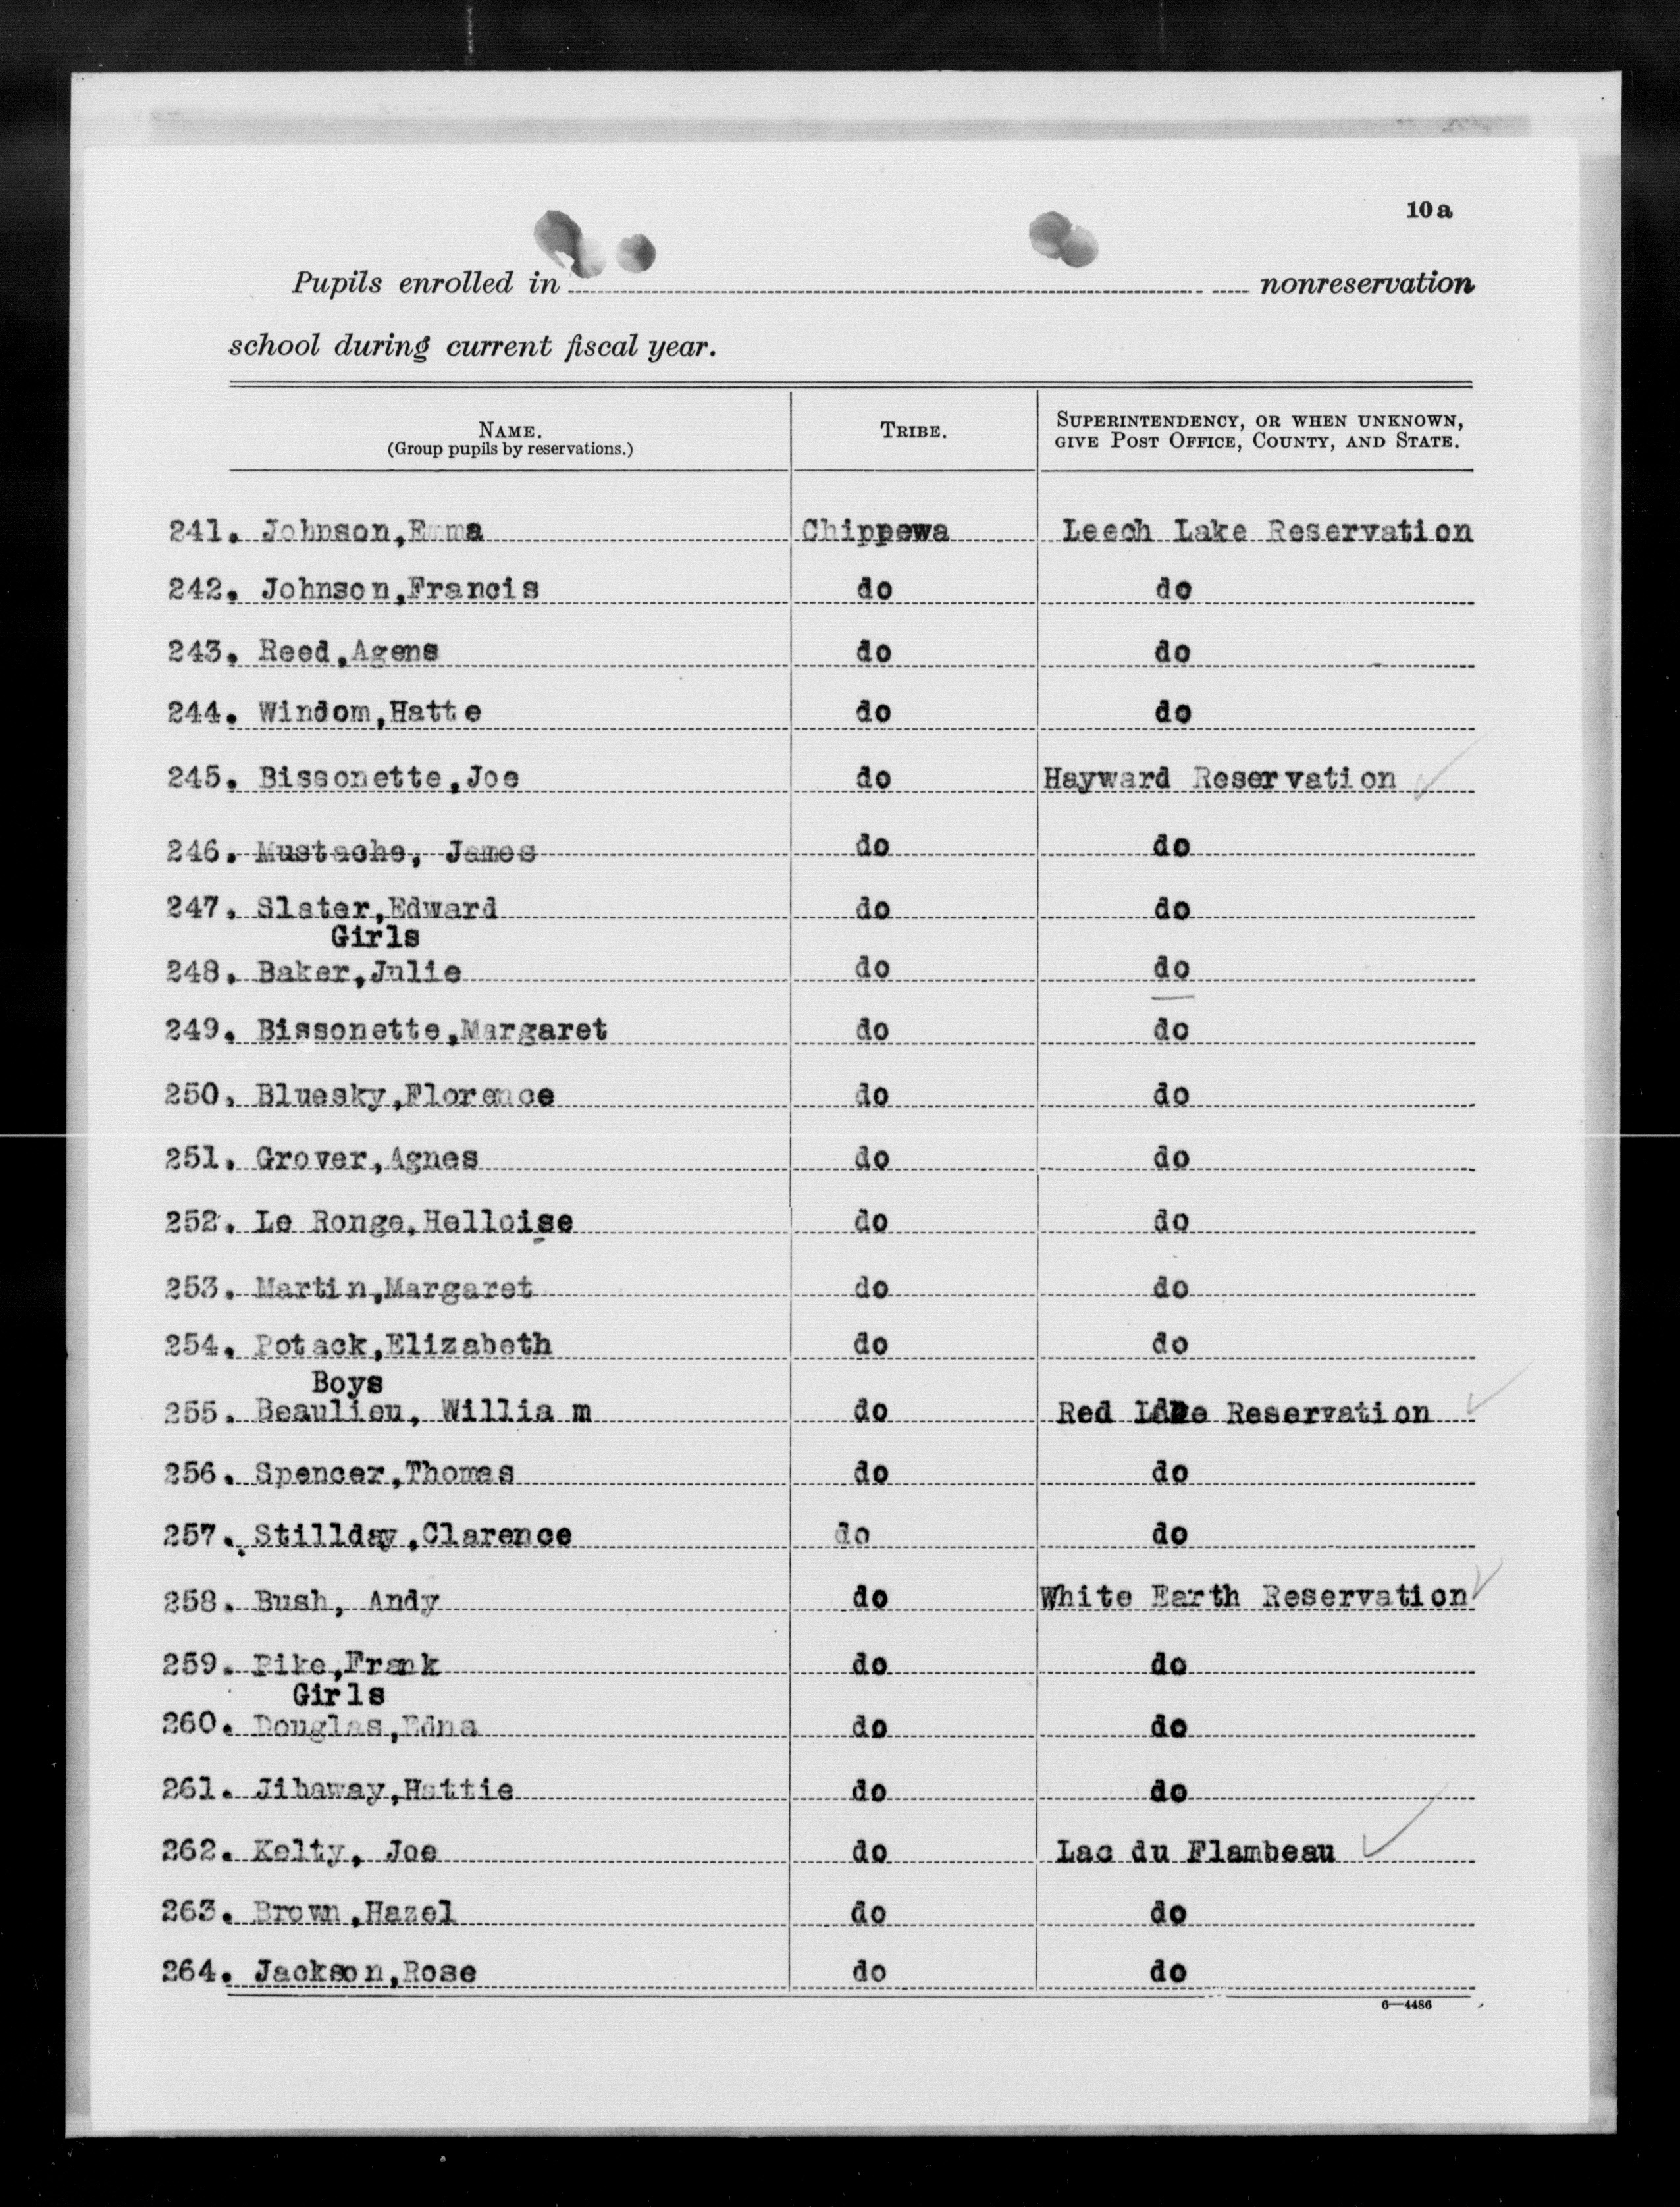 10 a
Pupils enrolled in nonreservation
school during current fiscal year.
NAME.
(Group pupils by reservations.)
TRIBE.
SUPERINTENDENCY, OR WHEN UNKNOWN,
GIVE POST OFFICE, COUNTY, AND STATE.
241. Johnson,Emma Chippewa Leech Lake Reservation
242. Johnson,Francis do do
243. Reed,Agens do do
244. Windom,Hatte do do
245. Bissonette,Joe do Hayward Reservation
246. Mustache, James do do
247. Slater,Edward do do
Girls
248. Baker,Julie do do
249. Bissonette,Margaret do do
250. Bluesky,Florence do do
251. Grover,Agnes do do
252. Le Ronge,Helloise do do
253. Martin,Margaret do do
254. Potack,Elizabeth do do
Boys
255. Beaulieu, Willia m do Red Lake Reservation
256. Spencer,Thomas do do
257. Stillday,Clarence do do
258. Bush, Andy do White Earth Reservation
259. Pike,Frank do do
Girls
260. Douglas,Edna do do
261. Jibaway,Hattie do do
262. Kelty, Joe do Lac du Flambeau
263. Brown,Hazel do do
264. Jackson,Rose do do
6—4486